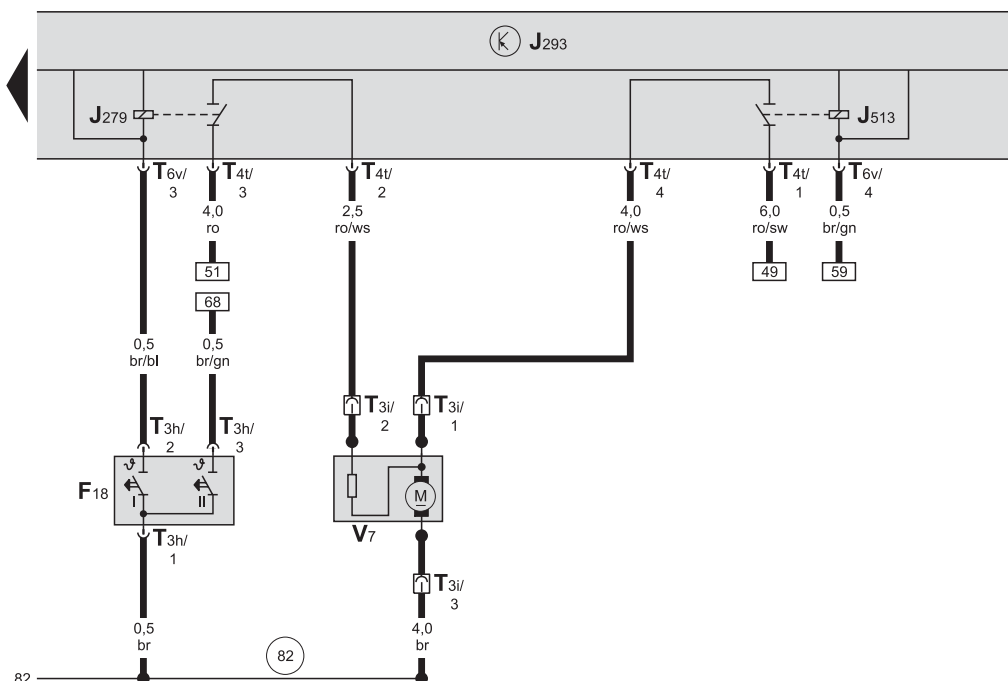 J293
J279
J513
T6v/
3
T4t/
3
T4t/
2
T4t/
4
T4t/
1
T6v/
4
4,0
ro
2,5
ro/ws
4,0
ro/ws
6,0
ro/sw
0,5
br/gn
51
49
59
68
0,5
br/bl
0,5
br/gn
T3i/
2
T3i/
1
T3h/
2
T3h/
3
F18
ϑ
ϑ
I
II
M
V7
T3h/
1
T3i/
3
0,5
br
4,0
br
82
82